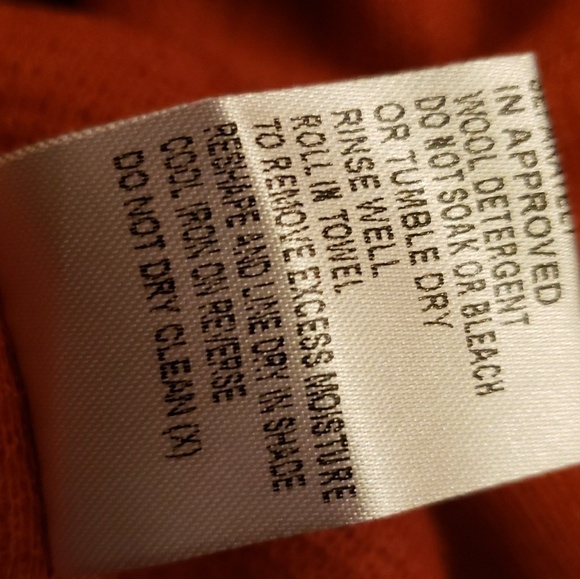 IN APPROVED
WOOL DETERGENT
DO NOT SOAK OR BLEACH
OR TUMBLE DRY
RINSE WELL
ROLL IN TOWEL
TO REMOVE EXCESS MOISTURE
RESHAPE AND LINE DRY IN SHADE
COOL IRON ON REVERSE
DO NOT DRY CLEAN (X)